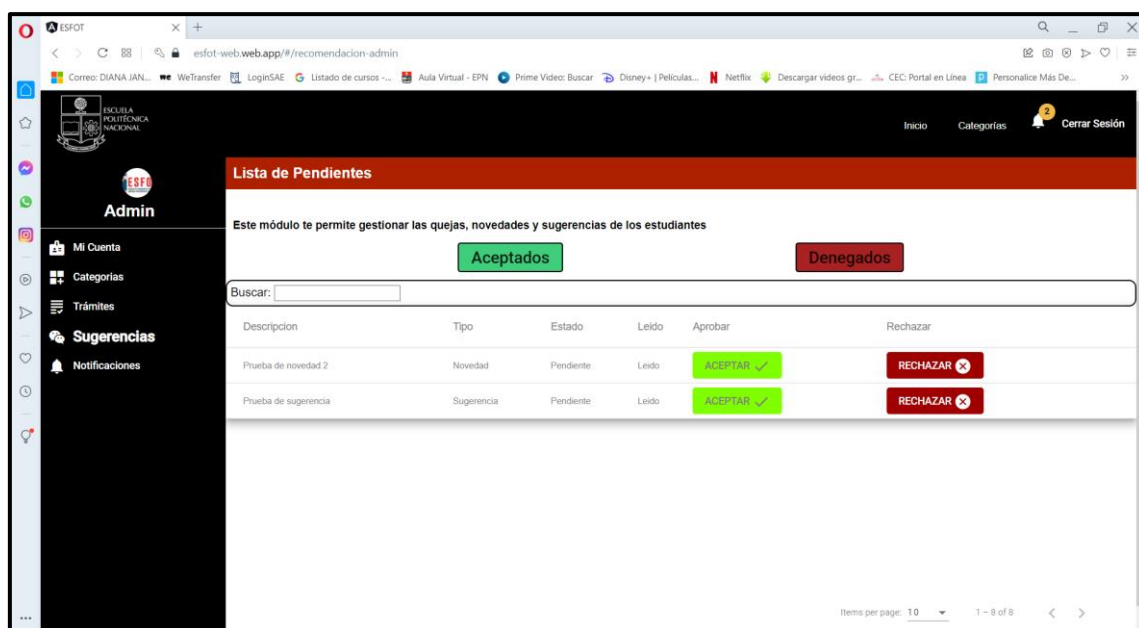 ESFOT
esfot-web.web.app/#/recomendacion-admin
Correo: DIANA JAN... WeTransfer LoginSAE Listado de cursos -... Aula Virtual - EPN Prime Video: Buscar Disney+ | Películas... Netflix Descargar videos gr... CEC: Portal en Línea Personalice Más De...
ESCUELA
POLITÉCNICA
NACIONAL
Inicio Categorías 2 Cerrar Sesión
ESFO
Admin
Mi Cuenta
Categorias
Trámites
Sugerencias
Notificaciones
Lista de Pendientes
Este módulo te permite gestionar las quejas, novedades y sugerencias de los estudiantes
Aceptados Denegados
Buscar:
Descripcion Tipo Estado Leído Aprobar Rechazar
Prueba de novedad 2 Novedad Pendiente Leido ACEPTAR RECHAZAR
Prueba de sugerencia Sugerencia Pendiente Leido ACEPTAR RECHAZAR
Items per page: 10 1 – 8 of 8